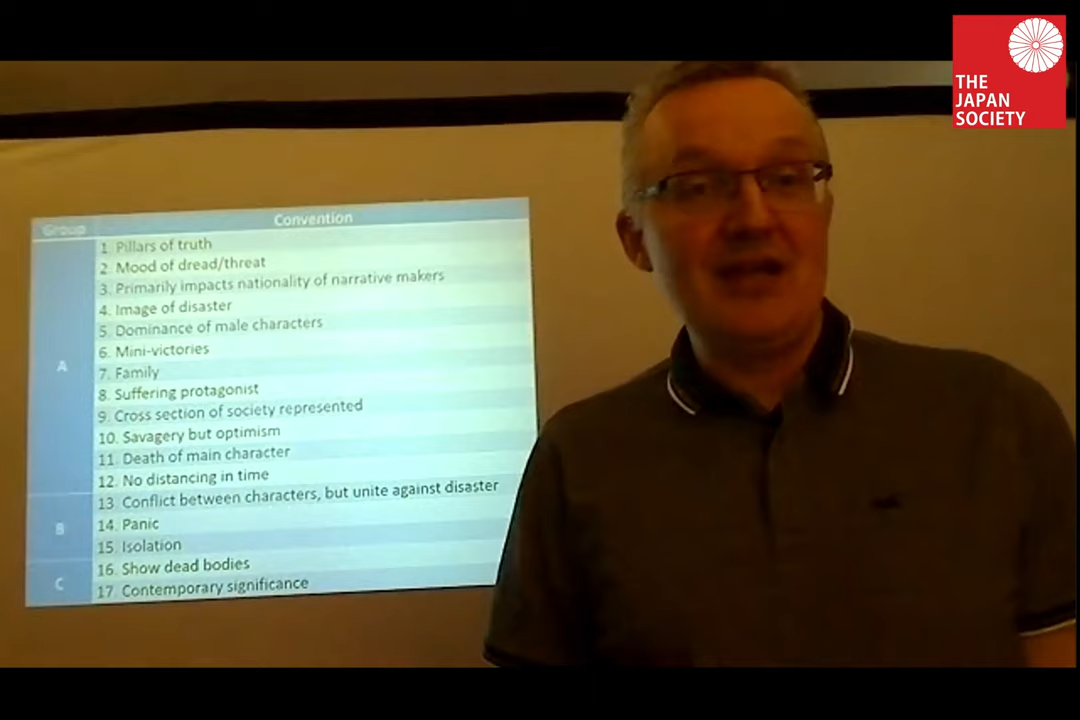 THE
JAPAN
SOCIETY
Group Convention
A
1. Pillars of truth
2. Mood of dread/threat
3. Primarily impacts nationality of narrative makers
4. Image of disaster
5. Dominance of male characters
6. Mini-victories
7. Family
8. Suffering protagonist
9. Cross section of society represented
10. Savagery but optimism
11. Death of main character
12. No distancing in time
B
13. Conflict between characters, but unite against disaster
14. Panic
15. Isolation
C
16. Show dead bodies
17. Contemporary significance